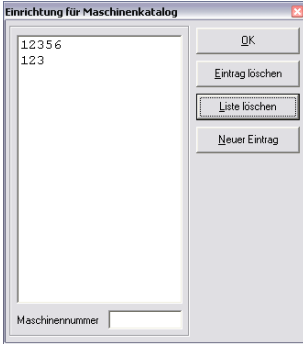 Einrichtung für Maschinenkatalog
12356
123
OK
Eintrag löschen
Liste löschen
Neuer Eintrag
Maschinennummer